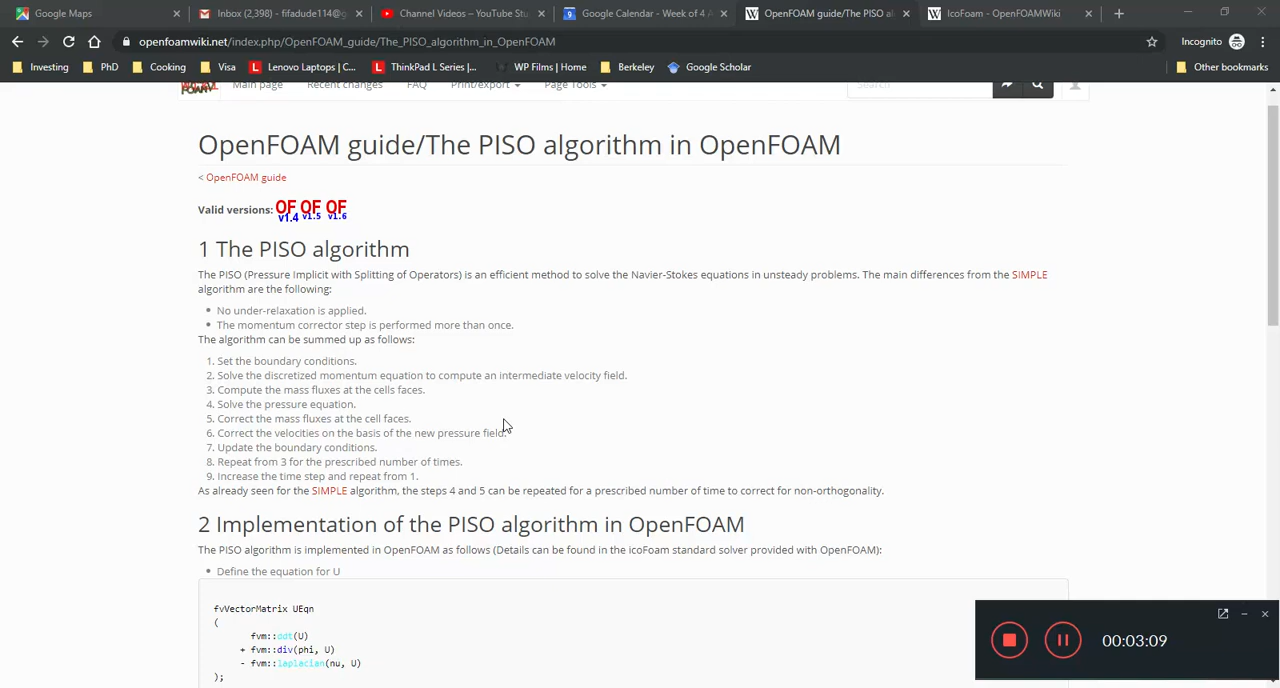 Google Maps
Inbox (2,398) - fifadude114@g
Channel Videos – YouTube Stu
Google Calendar - Week of 4 A
OpenFOAM guide/The PISO al
IcoFoam - OpenFOAMWiki
openfoamwiki.net/index.php/OpenFOAM_guide/The_PISO_algorithm_in_OpenFOAM
Incognito
Investing
PhD
Cooking
Visa
Lenovo Laptops | C...
ThinkPad L Series |...
WP Films | Home
Berkeley
Google Scholar
Other bookmarks
Main page
Recent changes
FAQ
Print/export
Page Tools
Search
OpenFOAM guide/The PISO algorithm in OpenFOAM
< OpenFOAM guide
Valid versions: OF v1.4 OF v1.5 OF v1.6
1 The PISO algorithm
The PISO (Pressure Implicit with Splitting of Operators) is an efficient method to solve the Navier-Stokes equations in unsteady problems. The main differences from the SIMPLE
algorithm are the following:
No under-relaxation is applied.
The momentum corrector step is performed more than once.
The algorithm can be summed up as follows:
1. Set the boundary conditions.
2. Solve the discretized momentum equation to compute an intermediate velocity field.
3. Compute the mass fluxes at the cells faces.
4. Solve the pressure equation.
5. Correct the mass fluxes at the cell faces.
6. Correct the velocities on the basis of the new pressure field.
7. Update the boundary conditions.
8. Repeat from 3 for the prescribed number of times.
9. Increase the time step and repeat from 1.
As already seen for the SIMPLE algorithm, the steps 4 and 5 can be repeated for a prescribed number of time to correct for non-orthogonality.
2 Implementation of the PISO algorithm in OpenFOAM
The PISO algorithm is implemented in OpenFOAM as follows (Details can be found in the icoFoam standard solver provided with OpenFOAM):
Define the equation for U
fvVectorMatrix UEqn
(
fvm::ddt(U)
+ fvm::div(phi, U)
- fvm::laplacian(nu, U)
);
00:03:09